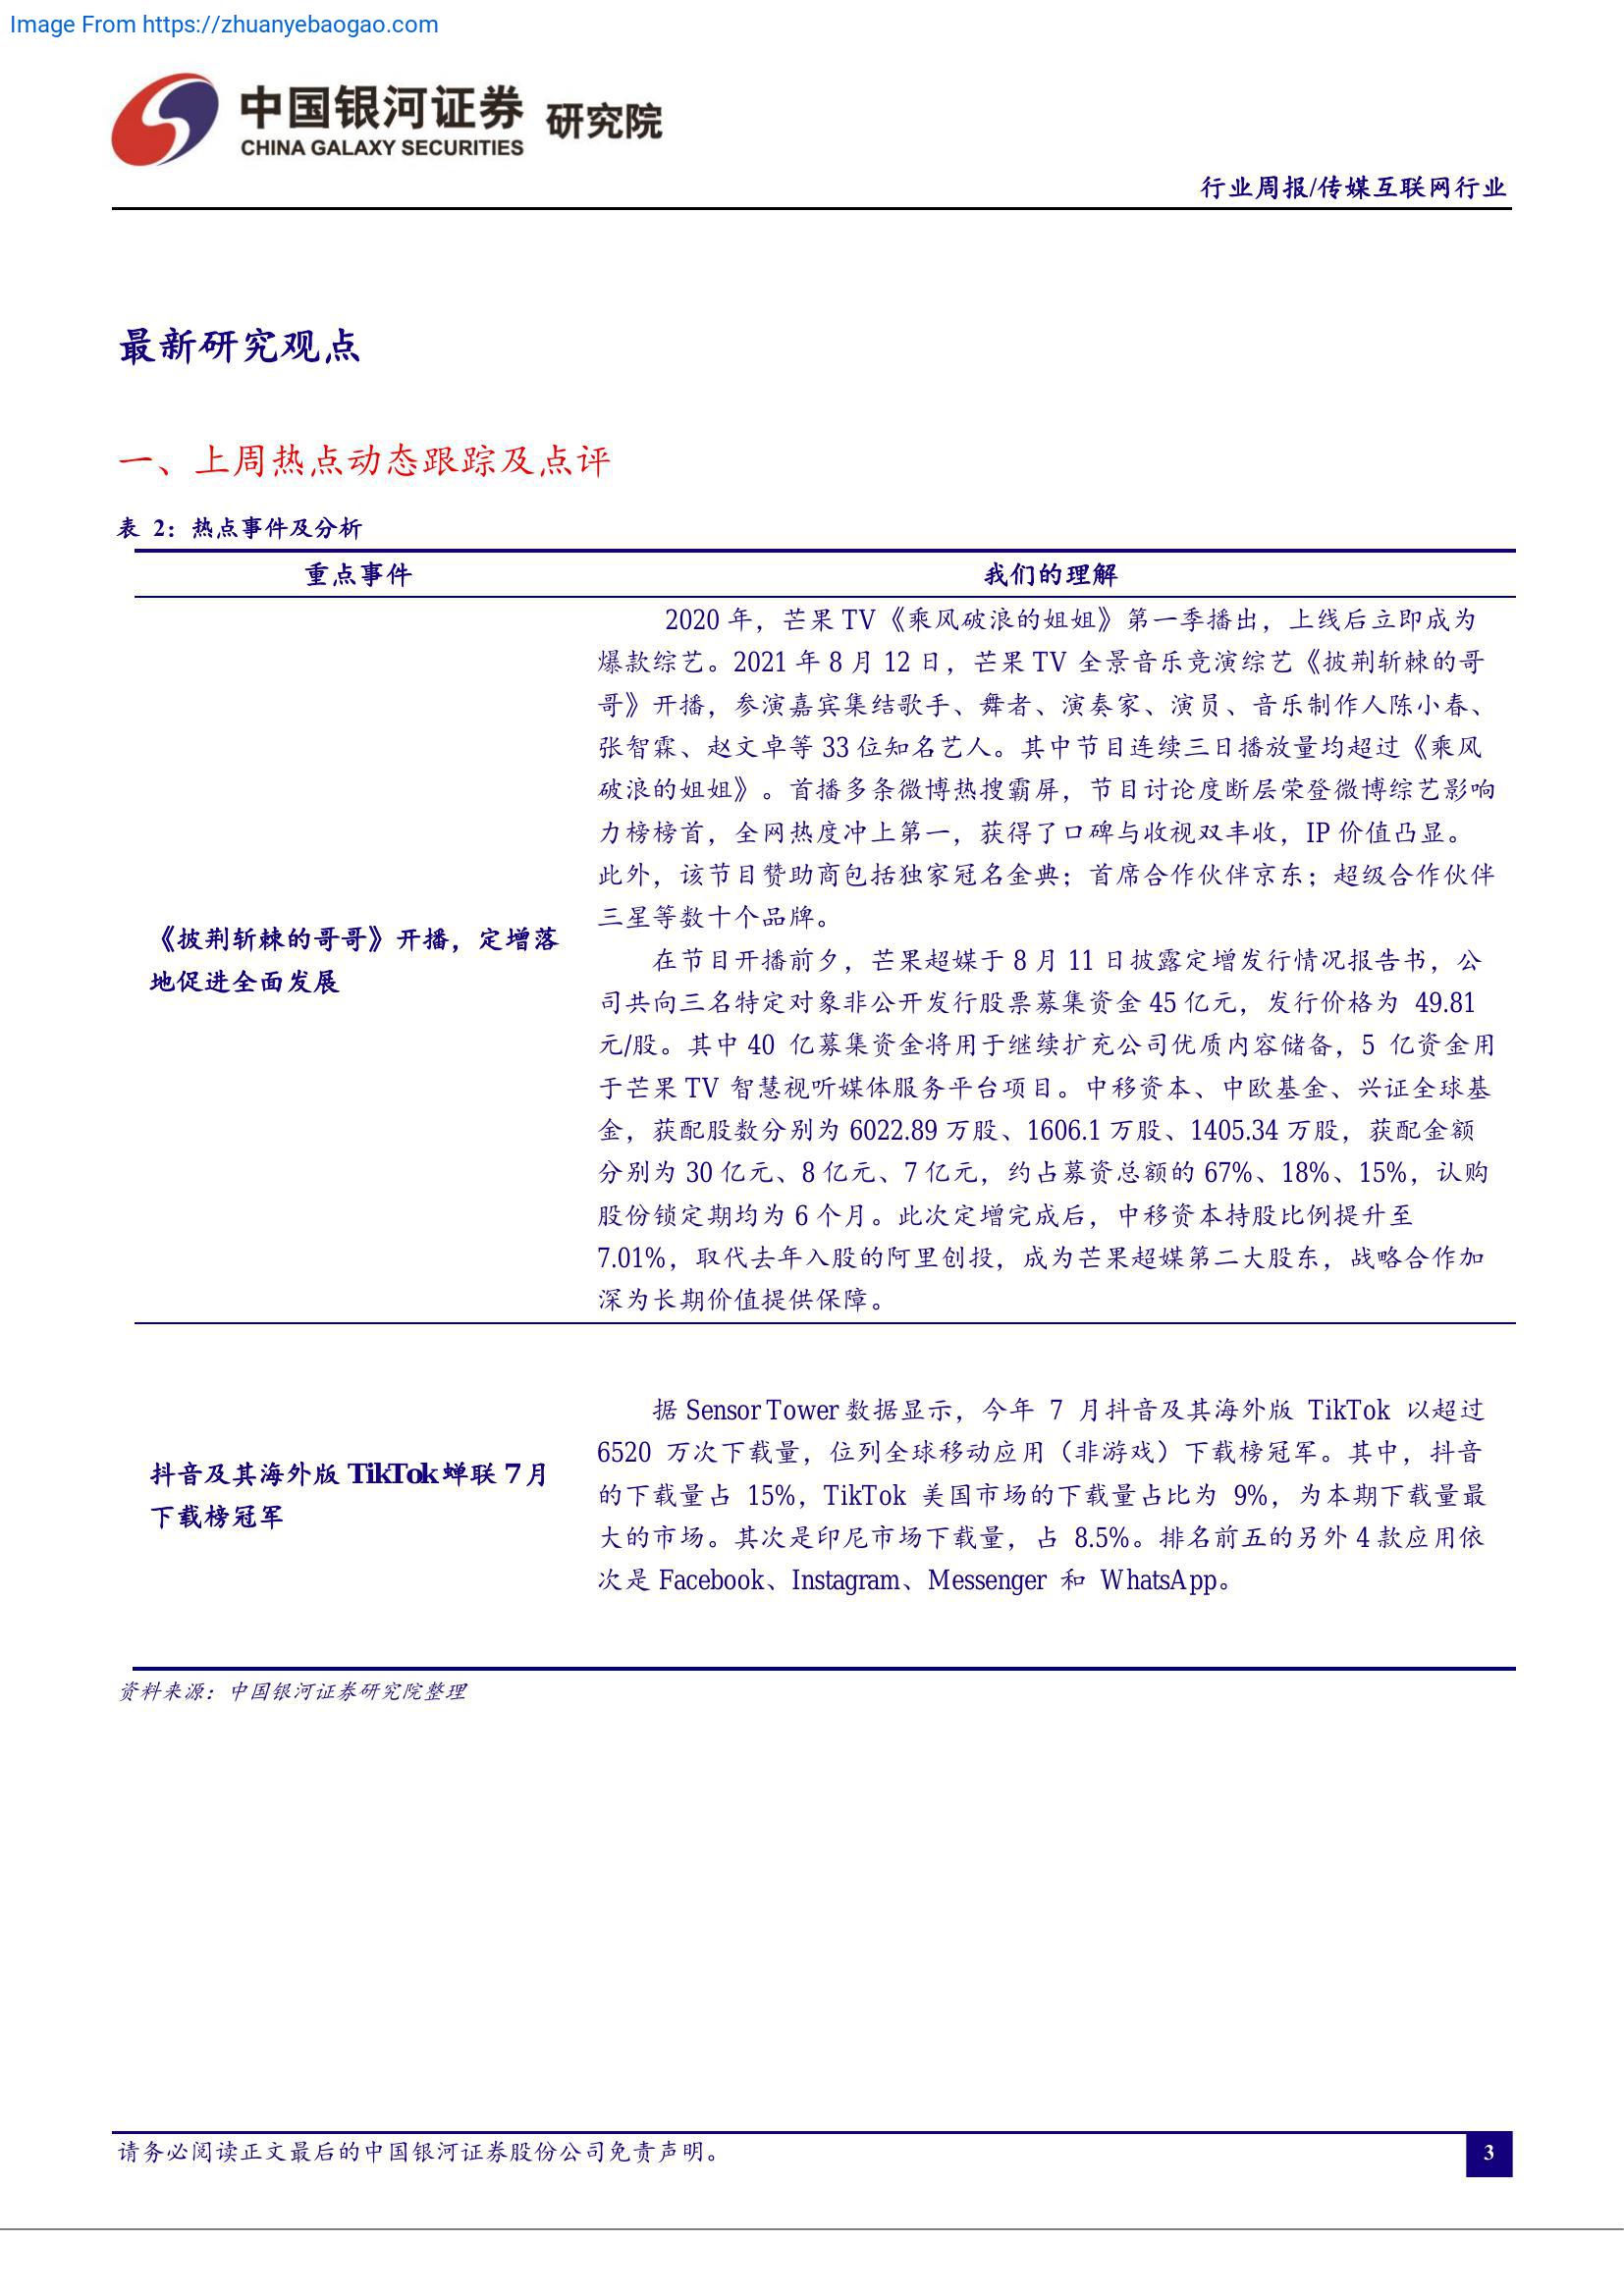 Image From https://zhuanyebaogao.com
中国银河证券 研究院
CHINA GALAXY SECURITIES
行业周报/传媒互联网行业
最新研究观点
一、上周热点动态跟踪及点评
表 2：热点事件及分析
重点事件 我们的理解
《披荆斩棘的哥哥》开播，定增落
地促进全面发展
2020 年，芒果 TV《乘风破浪的姐姐》第一季播出，上线后立即成为
爆款综艺。2021 年 8 月 12 日，芒果 TV 全景音乐竞演综艺《披荆斩棘的哥
哥》开播，参演嘉宾集结歌手、舞者、演奏家、演员、音乐制作人陈小春、
张智霖、赵文卓等 33 位知名艺人。其中节目连续三日播放量均超过《乘风
破浪的姐姐》。首播多条微博热搜霸屏，节目讨论度断层荣登微博综艺影响
力榜榜首，全网热度冲上第一，获得了口碑与收视双丰收，IP 价值凸显。
此外，该节目赞助商包括独家冠名金典；首席合作伙伴京东；超级合作伙伴
三星等数十个品牌。
在节目开播前夕，芒果超媒于 8 月 11 日披露定增发行情况报告书，公
司共向三名特定对象非公开发行股票募集资金 45 亿元，发行价格为 49.81
元/股。其中 40 亿募集资金将用于继续扩充公司优质内容储备，5 亿资金用
于芒果 TV 智慧视听媒体服务平台项目。中移资本、中欧基金、兴证全球基
金，获配股数分别为 6022.89 万股、1606.1 万股、1405.34 万股，获配金额
分别为 30 亿元、8 亿元、7 亿元，约占募资总额的 67%、18%、15%，认购
股份锁定期均为 6 个月。此次定增完成后，中移资本持股比例提升至
7.01%，取代去年入股的阿里创投，成为芒果超媒第二大股东，战略合作加
深为长期价值提供保障。
抖音及其海外版 TikTok 蝉联 7 月
下载榜冠军
据 Sensor Tower 数据显示，今年 7 月抖音及其海外版 TikTok 以超过
6520 万次下载量，位列全球移动应用（非游戏）下载榜冠军。其中，抖音
的下载量占 15%，TikTok 美国市场的下载量占比为 9%，为本期下载量最
大的市场。其次是印尼市场下载量，占 8.5%。排名前五的另外 4 款应用依
次是 Facebook、Instagram、Messenger 和 WhatsApp。
资料来源：中国银河证券研究院整理
请务必阅读正文最后的中国银河证券股份公司免责声明。
3